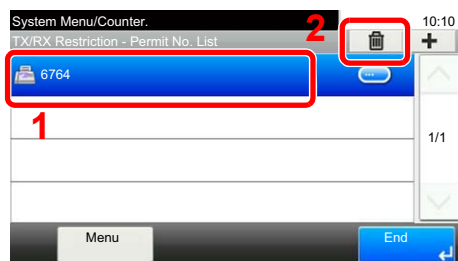 System Menu/Counter.
2
10:10
TX/RX Restriction - Permit No. List
6764
1
1/1
Menu
End